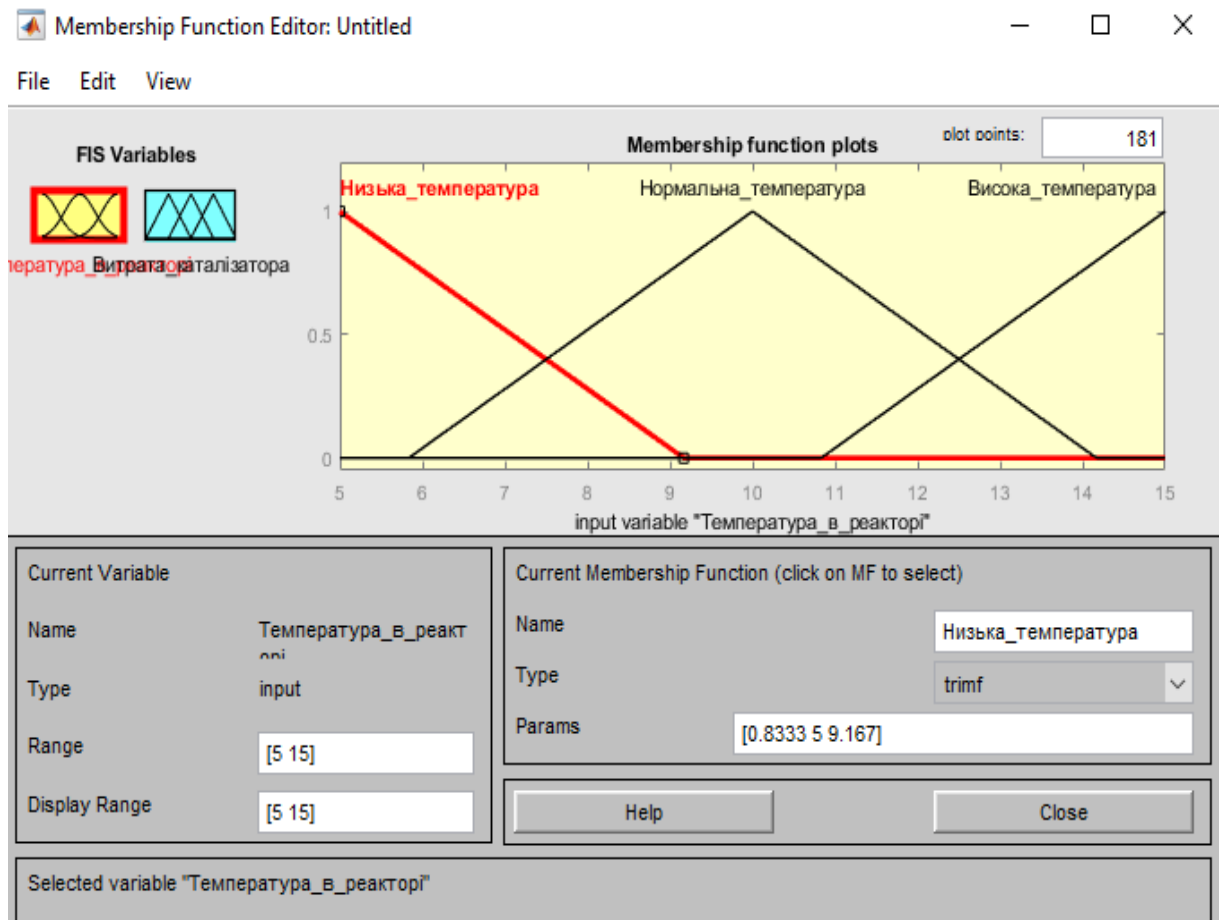 Membership Function Editor: Untitled
File Edit View
FIS Variables
Membership function plots
plot points:
181
Низька_температура
Нормальна_температура
Висока_температура
Витрата_каталізатора
1
0.5
0
5 6 7 8 9 10 11 12 13 14 15
input variable "Температура_в_реакторі"
Current Variable
Name
Температура_в_реакт
орі
Type
input
Range
[5 15]
Display Range
[5 15]
Current Membership Function (click on MF to select)
Name
Низька_температура
Type
trimf
Params
[0.8333 5 9.167]
Help
Close
Selected variable "Температура_в_реакторі"